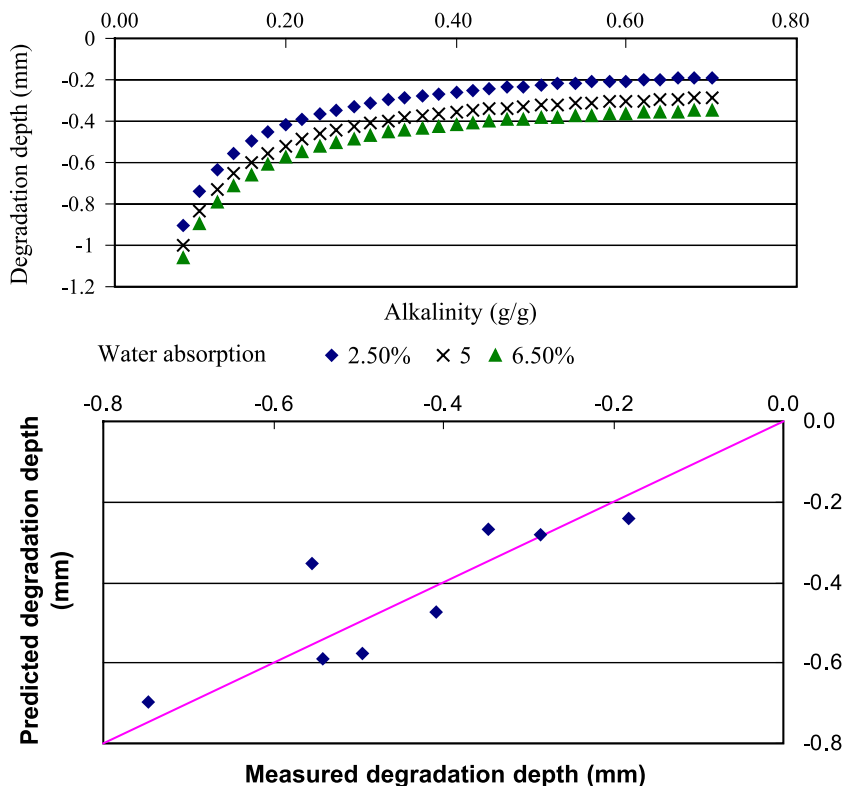 0.00 0.20 0.40 0.60 0.80
0
-0.2
-0.4
-0.6
-0.8
-1
-1.2
Degradation depth (mm)
Alkalinity (g/g)
Water absorption 2.50% 5 6.50%
-0.8 -0.6 -0.4 -0.2 0.0
0.0
-0.2
-0.4
-0.6
-0.8
Predicted degradation depth
(mm)
Measured degradation depth (mm)